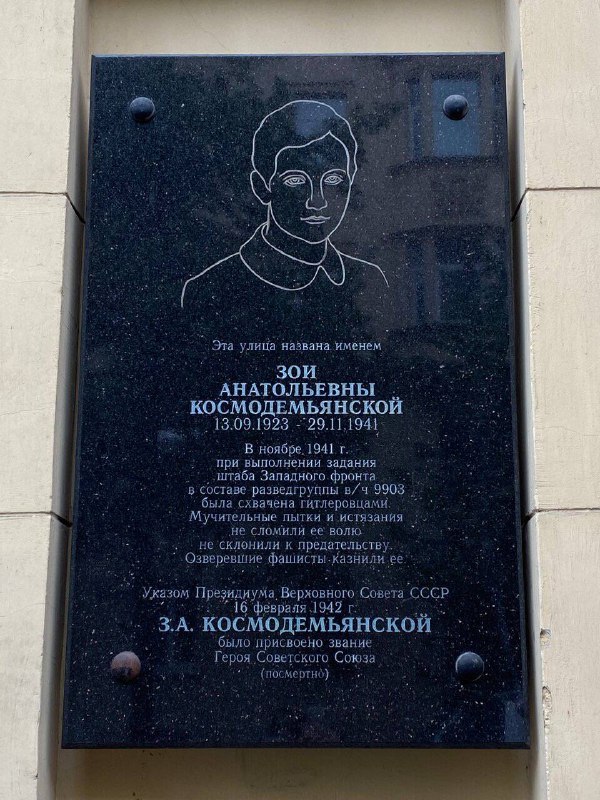 Эта улица названа именем
ЗОИ
АНАТОЛЬЕВНЫ
КОСМОДЕМЬЯНСКОЙ
13.09.1923 - 29.11.1941
В ноябре 1941 г.
при выполнении задания
штаба Западного фронта
в составе разведгруппы в/ч 9903
была схвачена гитлеровцами.
Мучительные пытки и истязания
не сломили ее волю
не склонили к предательству.
Озверевшие фашисты казнили ее
Указом Президиума Верховного Совета СССР
16 февраля 1942 г.
З.А. КОСМОДЕМЬЯНСКОЙ
было присвоено звание
Героя Советского Союза
(посмертно)